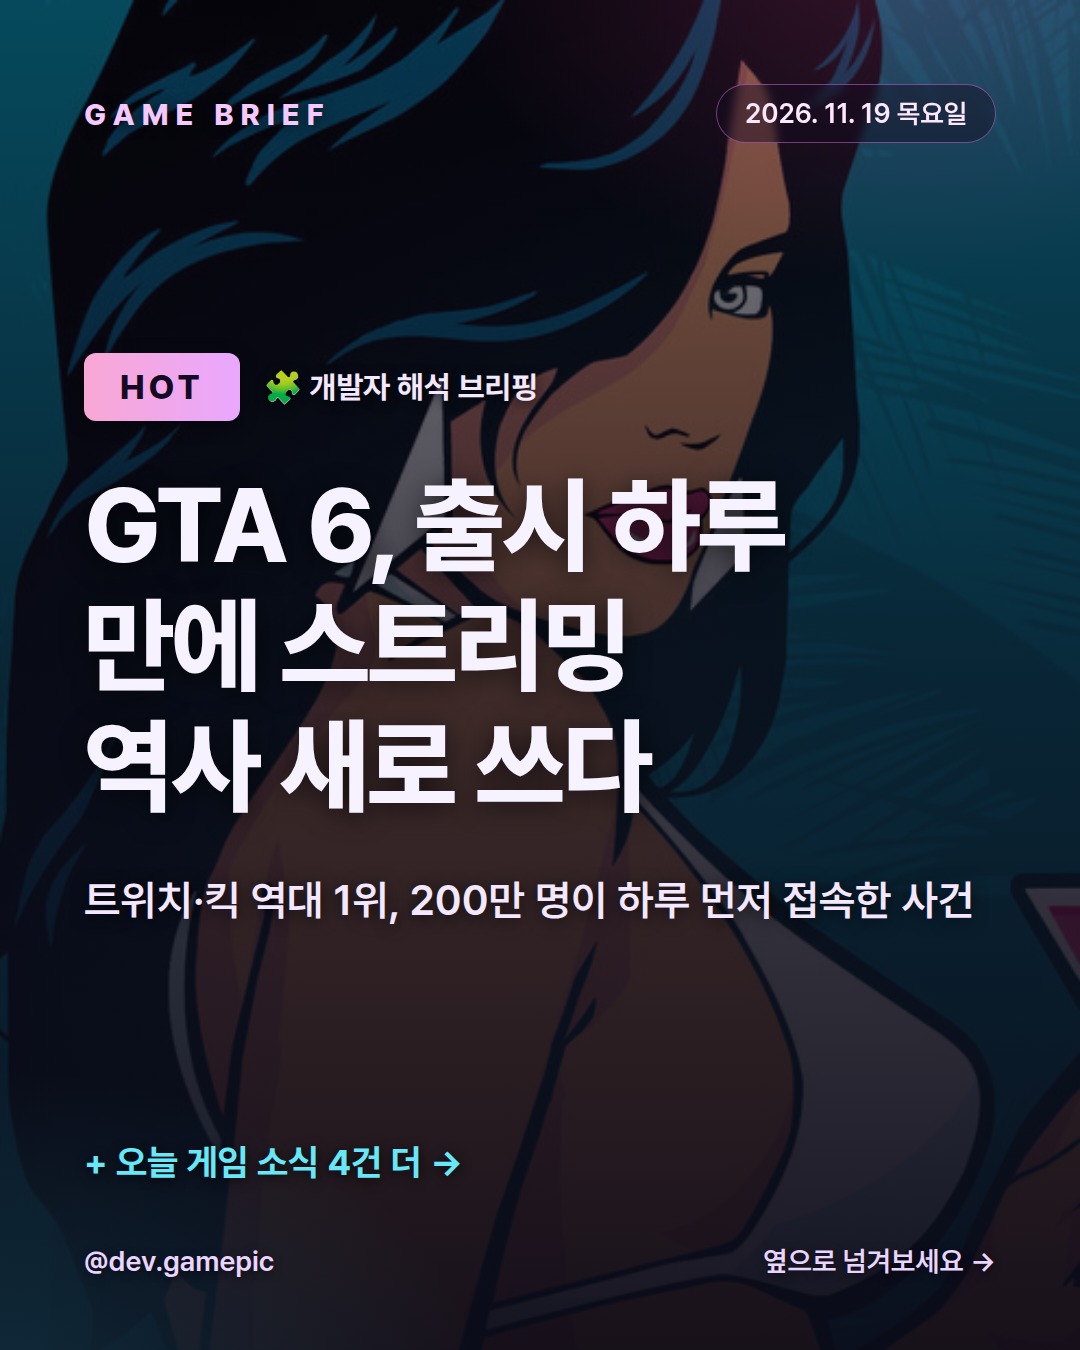 GAME BRIEF
2026. 11. 19 목요일
HOT
🧩 개발자 해석 브리핑
GTA 6, 출시 하루
만에 스트리밍
역사 새로 쓰다
트위치·킥 역대 1위, 200만 명이 하루 먼저 접속한 사건
+ 오늘 게임 소식 4건 더 →
@dev.gamepic
옆으로 넘겨보세요 →